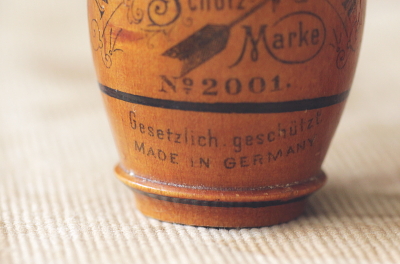 Schutz-
Marke
Nº 2001.
Gesetzlich. geschützt.
MADE IN GERMANY